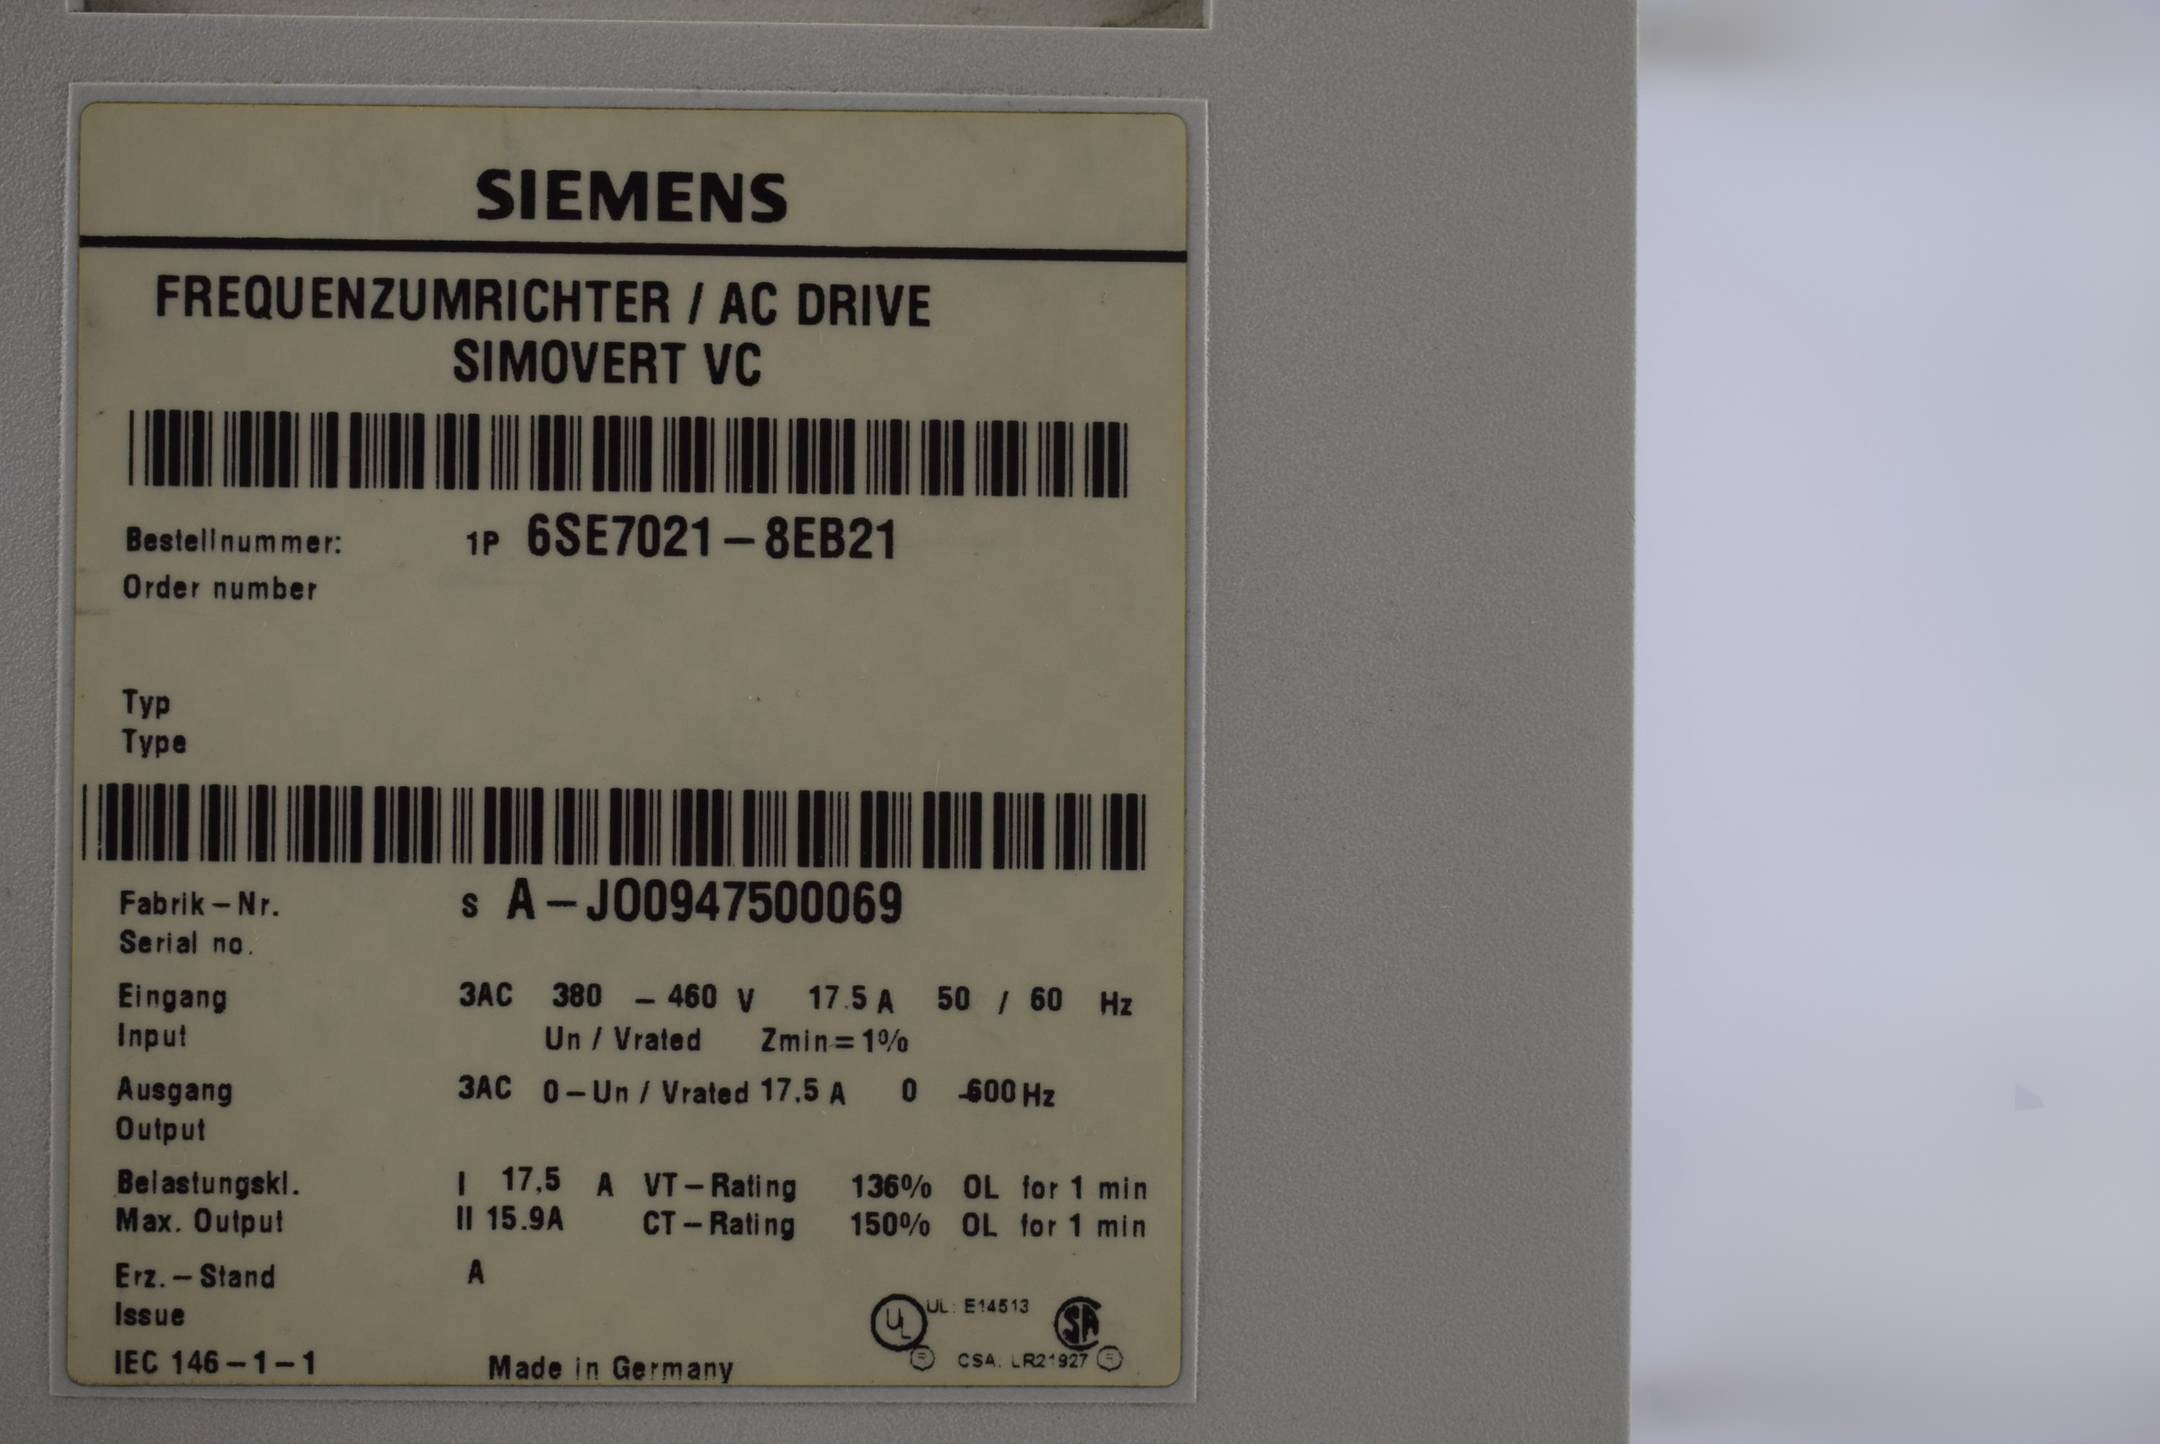 SIEMENS
FREQUENZUMRICHTER / AC DRIVE
SIMOVERT VC
Bestellnummer: 1P 6SE7021-8EB21
Order number
Typ
Type
Fabrik-Nr. S A-J00947500069
Serial no.
Eingang 3AC 380 - 460 V 17.5 A 50 / 60 Hz
Input Un / Vrated Zmin=1%
Ausgang 3AC 0-Un / Vrated 17.5 A 0 -600 Hz
Output
Belastungskl. I 17.5 A VT-Rating 136% OL for 1 min
Max. Output II 15.9A CT-Rating 150% OL for 1 min
Erz.-Stand A
Issue
UL UL: E14513 SA
IEC 146-1-1 Made in Germany CSA: LR21927